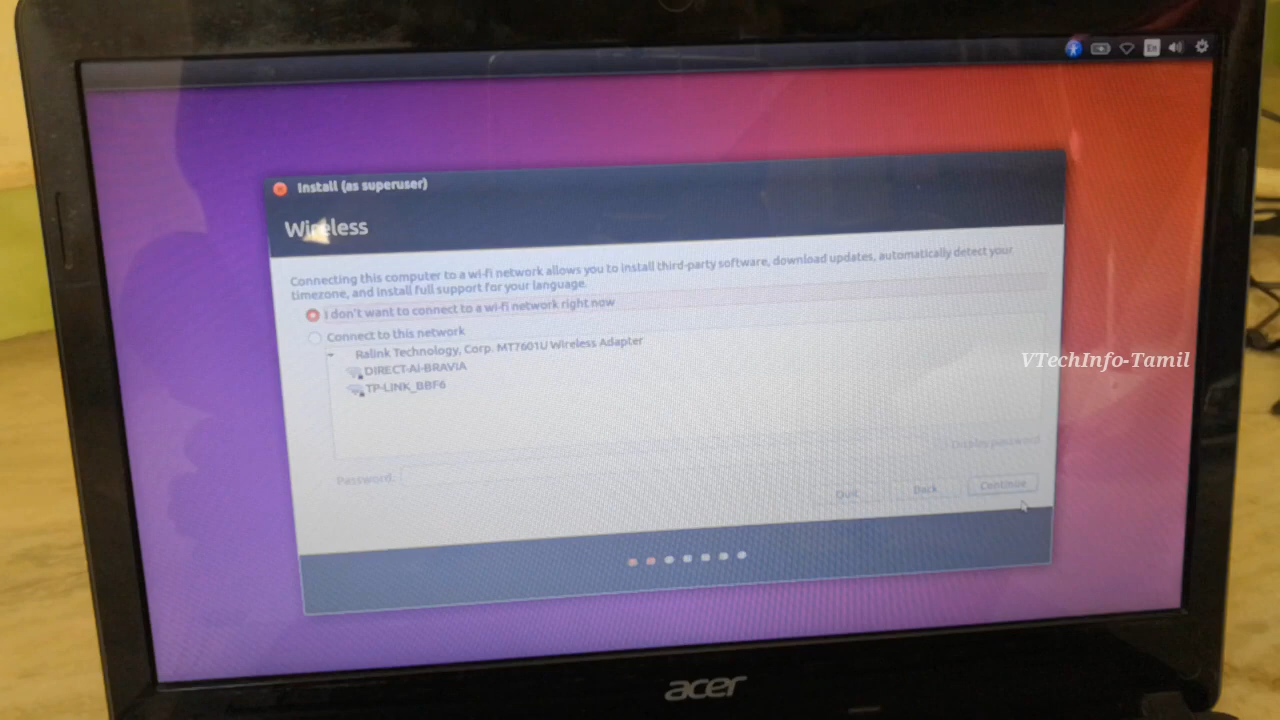 En
Install (as superuser)
Wireless
Connecting this computer to a wi-fi network allows you to install third-party software, download updates, automatically detect your
timezone, and install full support for your language.
I don't want to connect to a wi-fi network right now
Connect to this network
Ralink Technology, Corp. MT7601U Wireless Adapter
DIRECT-Ai-BRAVIA
TP-LINK_BBF6
VTechInfo-Tamil
Display password
Password:
Quit Back Continue
acer